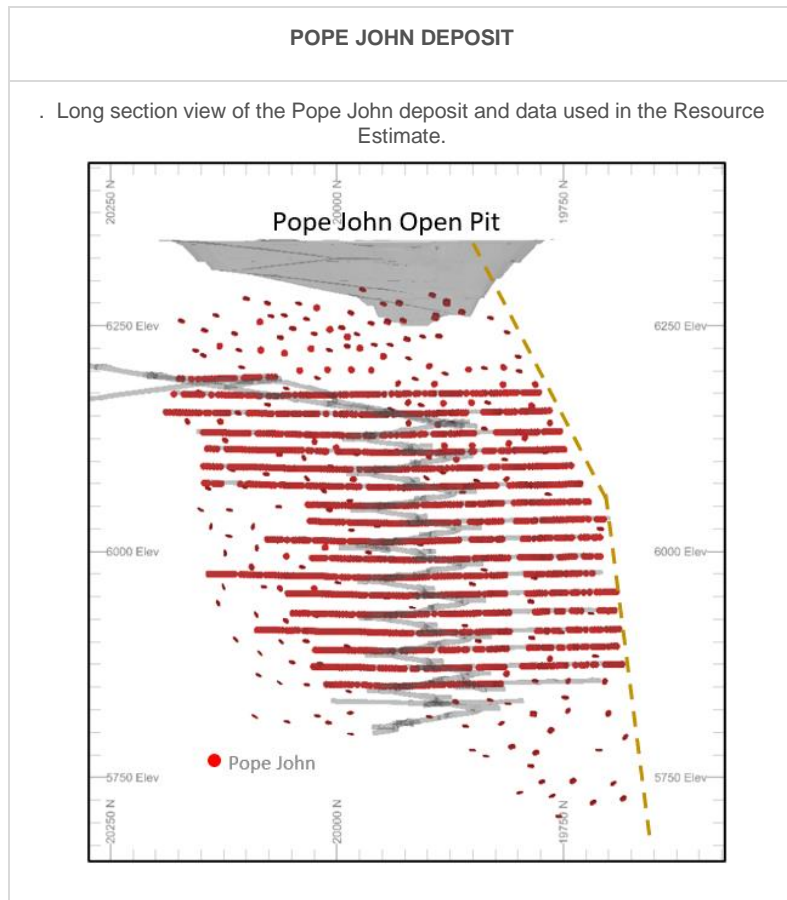 POPE JOHN DEPOSIT
. Long section view of the Pope John deposit and data used in the Resource
Estimate.
20250 N
20000 N
19750 N
Pope John Open Pit
6250 Elev
6250 Elev
6000 Elev
6000 Elev
Pope John
5750 Elev
5750 Elev
20250 N
20000 N
19750 N